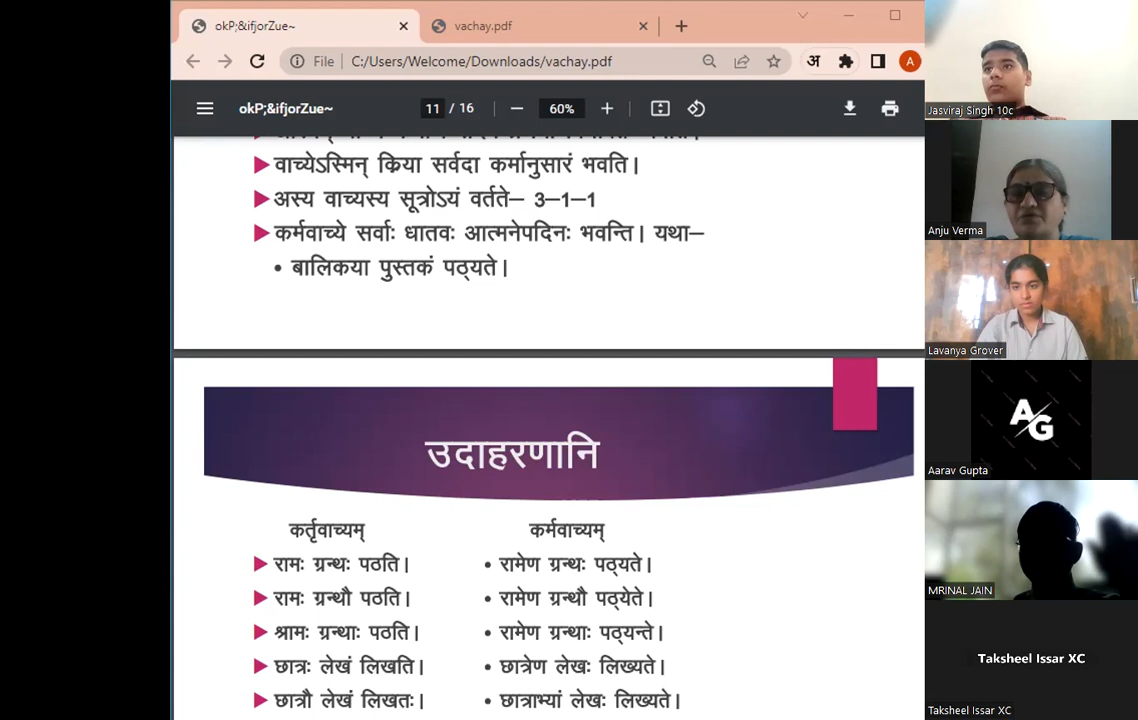 okP;&ifjorZue~
vachay.pdf
File C:/Users/Welcome/Downloads/vachay.pdf
अ
A
okP;&ifjorZue~
11 / 16
60%
वाच्येऽस्मिन् क्रिया सर्वदा कर्मानुसारं भवति।
अस्य वाच्यस्य सूत्रोऽयं वर्तते– 3–1–1
कर्मवाच्ये सर्वाः धातवः आत्मनेपदिनः भवन्ति। यथा–
• बालिकया पुस्तकं पठ्यते।
उदाहरणानि
कर्तृवाच्यम् कर्मवाच्यम्
रामः ग्रन्थः पठति। • रामेण ग्रन्थः पठ्यते।
रामः ग्रन्थौ पठति। • रामेण ग्रन्थौ पठ्येते।
श्रामः ग्रन्थाः पठति। • रामेण ग्रन्थाः पठ्यन्ते।
छात्रः लेखं लिखति। • छात्रेण लेखः लिख्यते।
छात्रौ लेखं लिखतः। • छात्राभ्यां लेखः लिख्यते।
Jasviraj Singh 10c
Anju Verma
Lavanya Grover
AG
Aarav Gupta
MRINAL JAIN
Taksheel Issar XC
Taksheel Issar XC